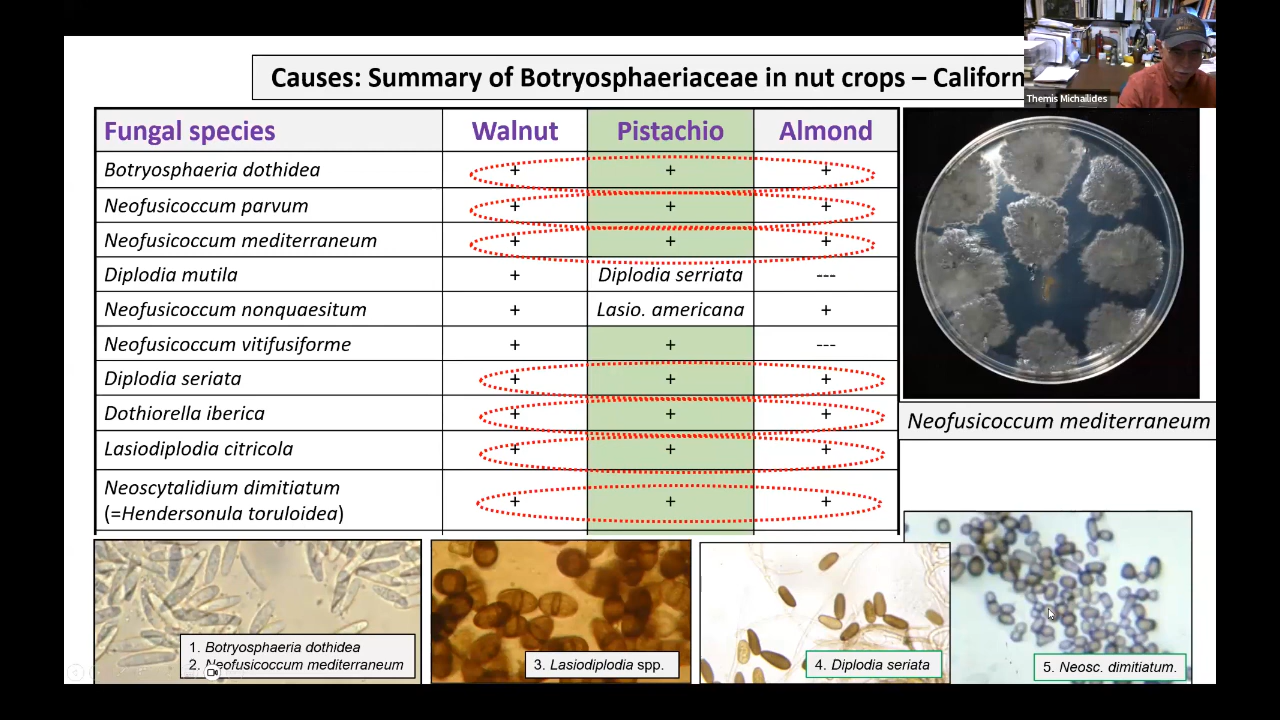 Causes: Summary of Botryosphaeriaceae in nut crops – Californ
Themis Michailides
Fungal species Walnut Pistachio Almond
Botryosphaeria dothidea + + +
Neofusicoccum parvum + + +
Neofusicoccum mediterraneum + + +
Diplodia mutila + Diplodia serriata ---
Neofusicoccum nonquaesitum + Lasio. americana +
Neofusicoccum vitifusiforme + + ---
Diplodia seriata + + +
Dothiorella iberica + + +
Lasiodiplodia citricola + + +
Neoscytalidium dimitiatum
(=Hendersonula toruloidea) + + +
Neofusicoccum mediterraneum
1. Botryosphaeria dothidea
2. Neofusicoccum mediterraneum
3. Lasiodiplodia spp.
4. Diplodia seriata
5. Neosc. dimitiatum.